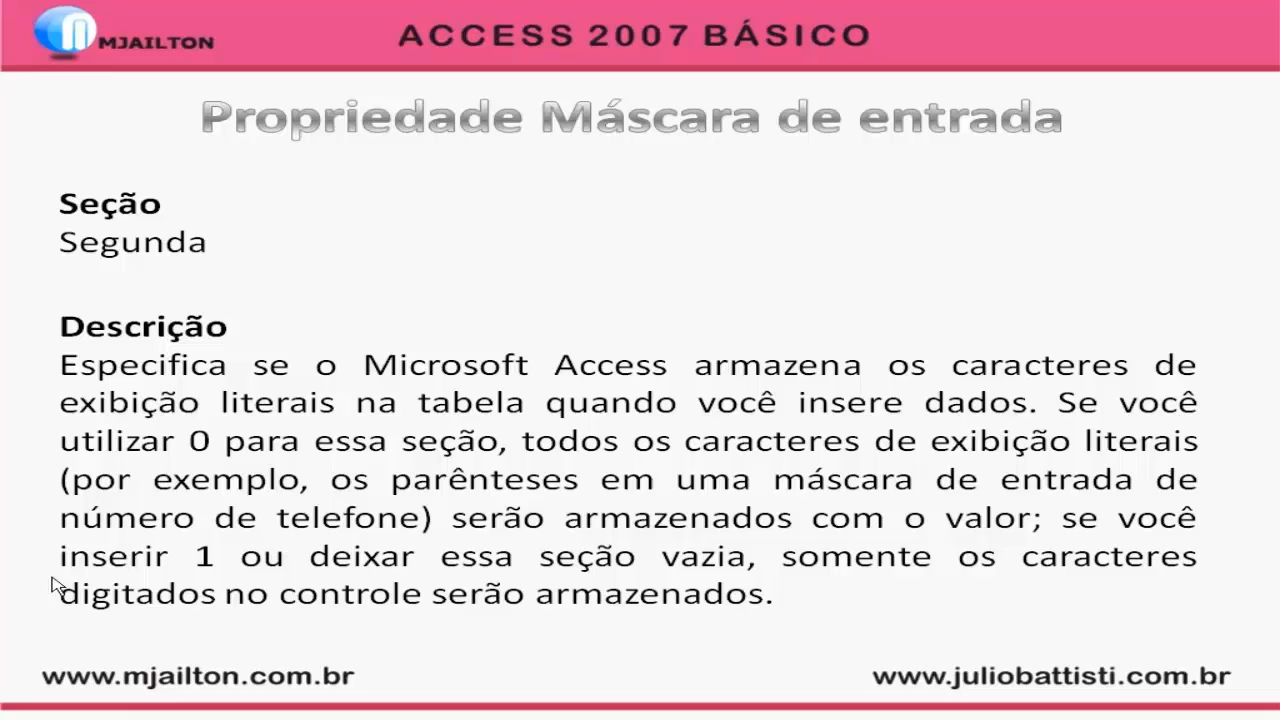 MJAILTON
ACCESS 2007 BÁSICO
Propriedade Máscara de entrada
Seção
Segunda
Descrição
Especifica se o Microsoft Access armazena os caracteres de
exibição literais na tabela quando você insere dados. Se você
utilizar 0 para essa seção, todos os caracteres de exibição literais
(por exemplo, os parênteses em uma máscara de entrada de
número de telefone) serão armazenados com o valor; se você
inserir 1 ou deixar essa seção vazia, somente os caracteres
digitados no controle serão armazenados.
www.mjailton.com.br
www.juliobattisti.com.br